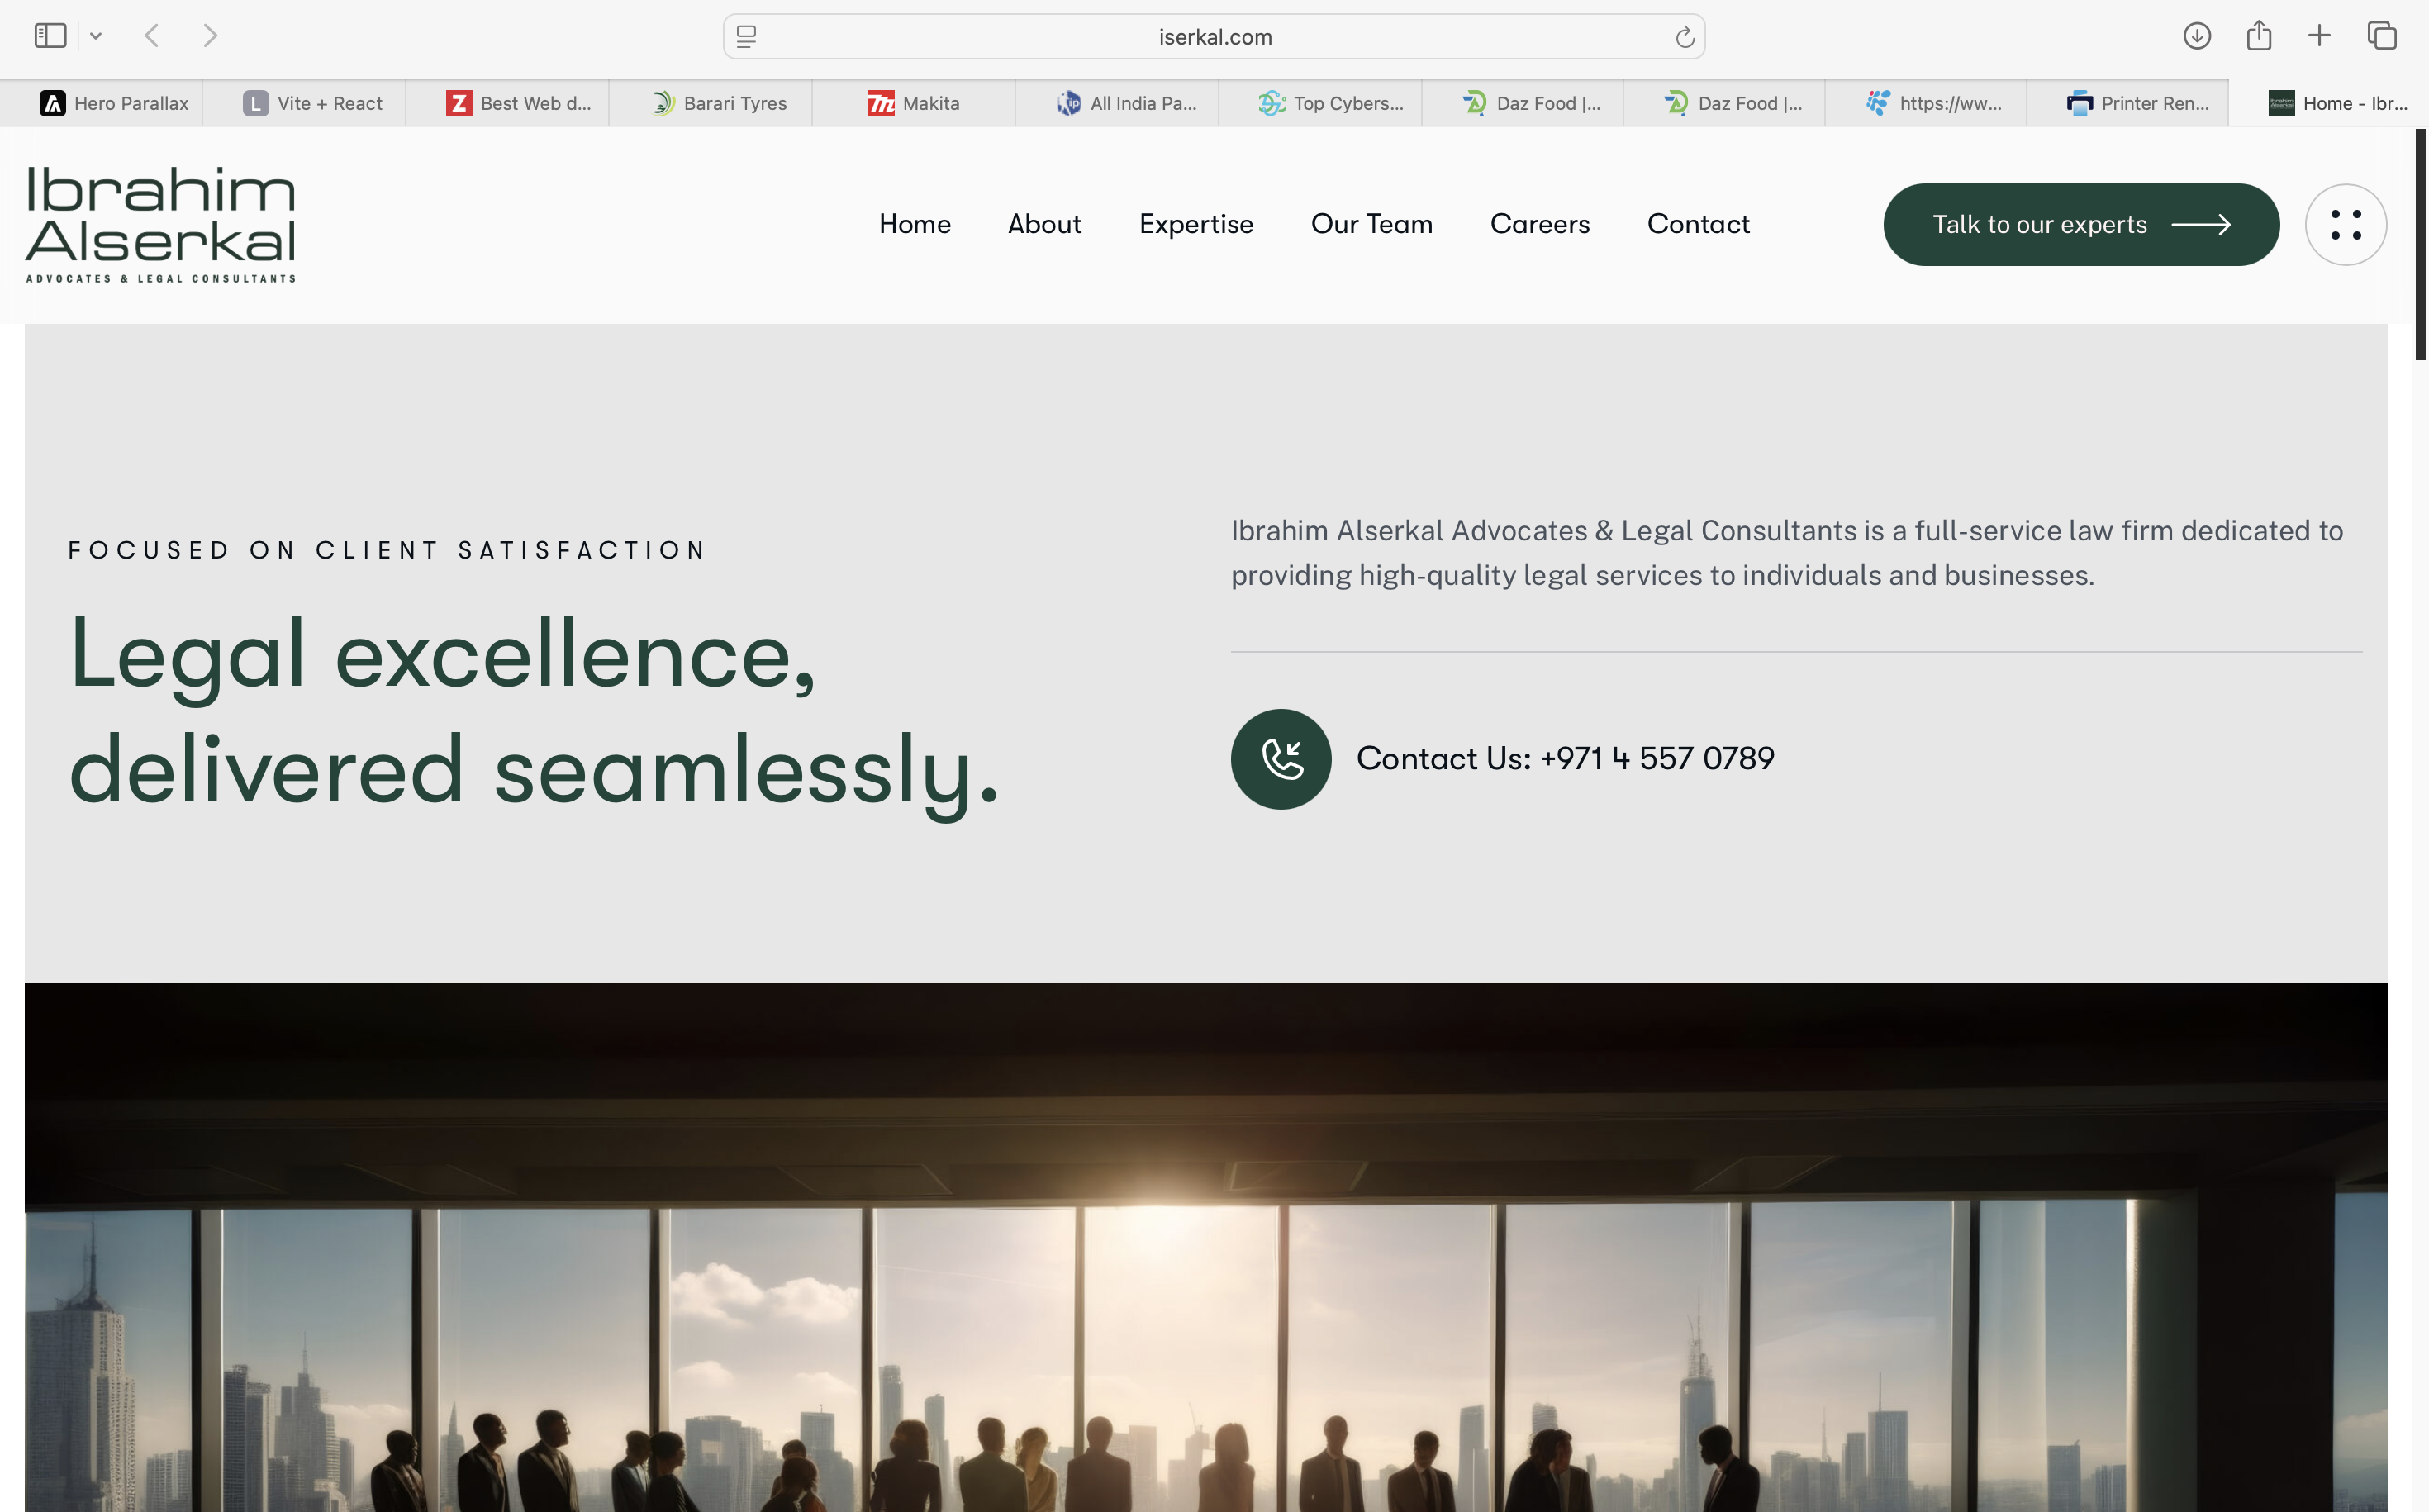 iserkal.com
Hero Parallax
Vite + React
Best Web d...
Barari Tyres
Makita
All India Pa...
Top Cybers...
Daz Food |...
Daz Food |...
https://ww...
Printer Ren...
Home - Ibr...
Ibrahim
Alserkal
ADVOCATES & LEGAL CONSULTANTS
Home
About
Expertise
Our Team
Careers
Contact
Talk to our experts
FOCUSED ON CLIENT SATISFACTION
Legal excellence,
delivered seamlessly.
Ibrahim Alserkal Advocates & Legal Consultants is a full-service law firm dedicated to
providing high-quality legal services to individuals and businesses.
Contact Us: +971 4 557 0789